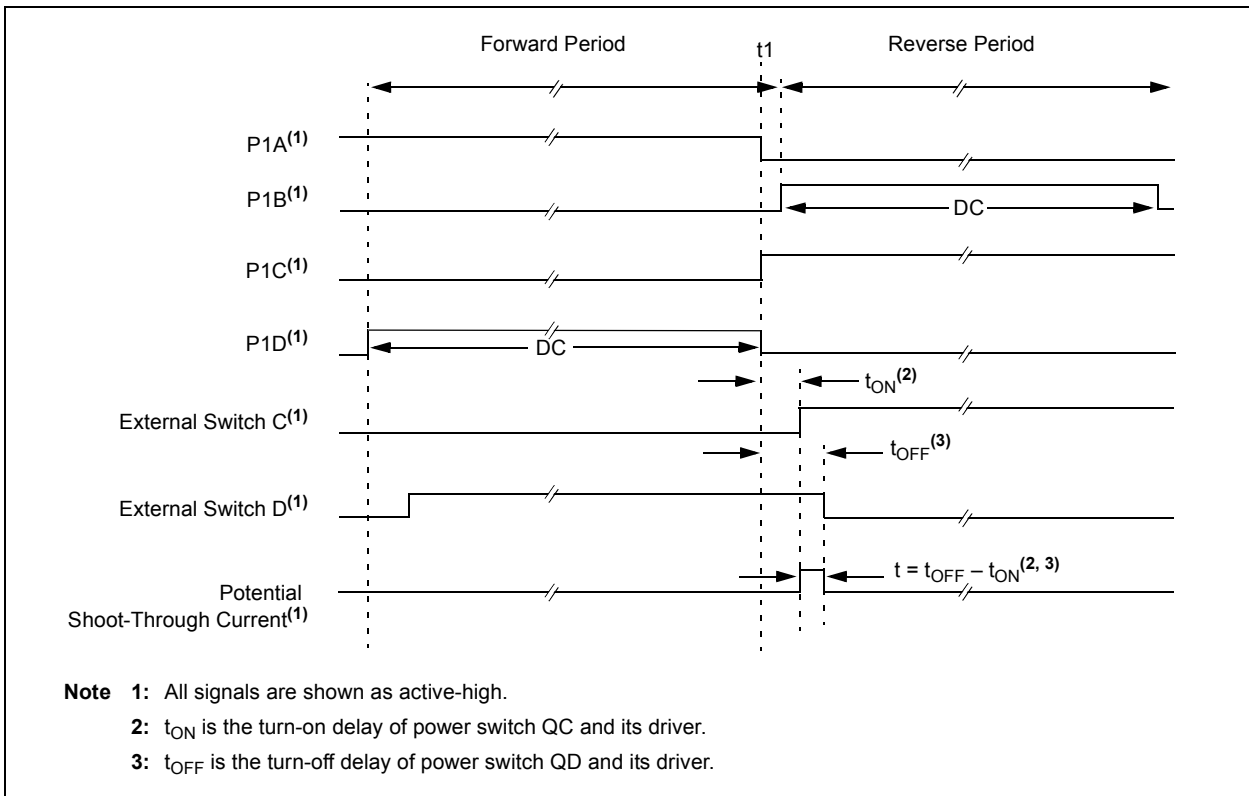 Forward Period t1 Reverse Period
P1A(1)
P1B(1)
DC
P1C(1)
P1D(1)
DC
tON(2)
External Switch C(1)
tOFF(3)
External Switch D(1)
t = tOFF – tON(2, 3)
Potential
Shoot-Through Current(1)
Note 1: All signals are shown as active-high.
2: tON is the turn-on delay of power switch QC and its driver.
3: tOFF is the turn-off delay of power switch QD and its driver.